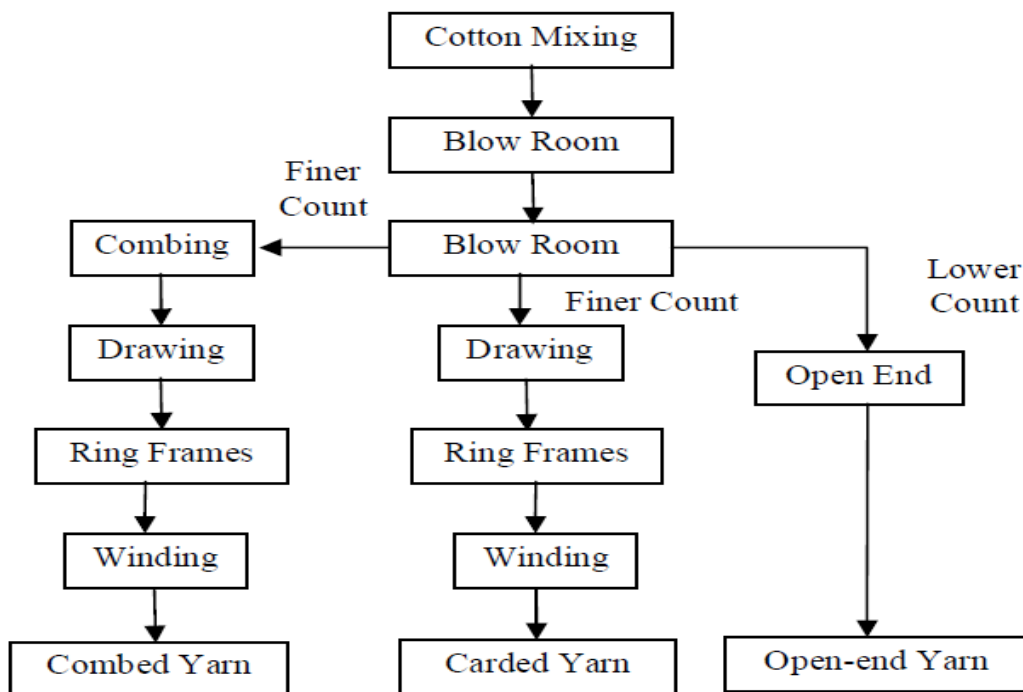 Cotton Mixing
Blow Room
Finer
Count
Combing
Blow Room
Lower
Count
Finer Count
Drawing
Drawing
Open End
Ring Frames
Ring Frames
Winding
Winding
Combed Yarn
Carded Yarn
Open-end Yarn